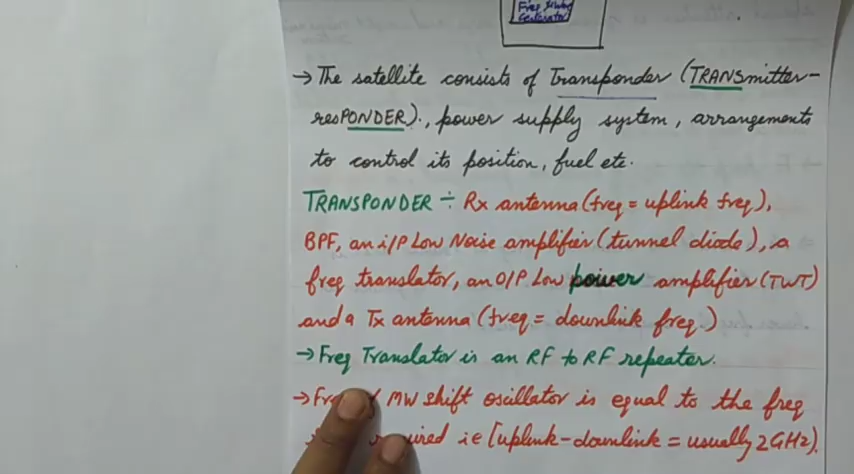 Freq
Generator
→ The satellite consists of Transponder (TRANSmitter-
resPONDER)., power supply system, arrangements
to control its position, fuel etc.
TRANSPONDER ÷ Rx antenna (freq = uplink freq),
BPF, an i/p Low Noise amplifier (tunnel diode), a
freq translator, an O/P Low power amplifier (TWT)
and a Tx antenna (freq = downlink freq.)
→ Freq Translator is an RF to RF repeater.
→ MW shift oscillator is equal to the freq
i.e [uplink-downlink = usually 2GHz).